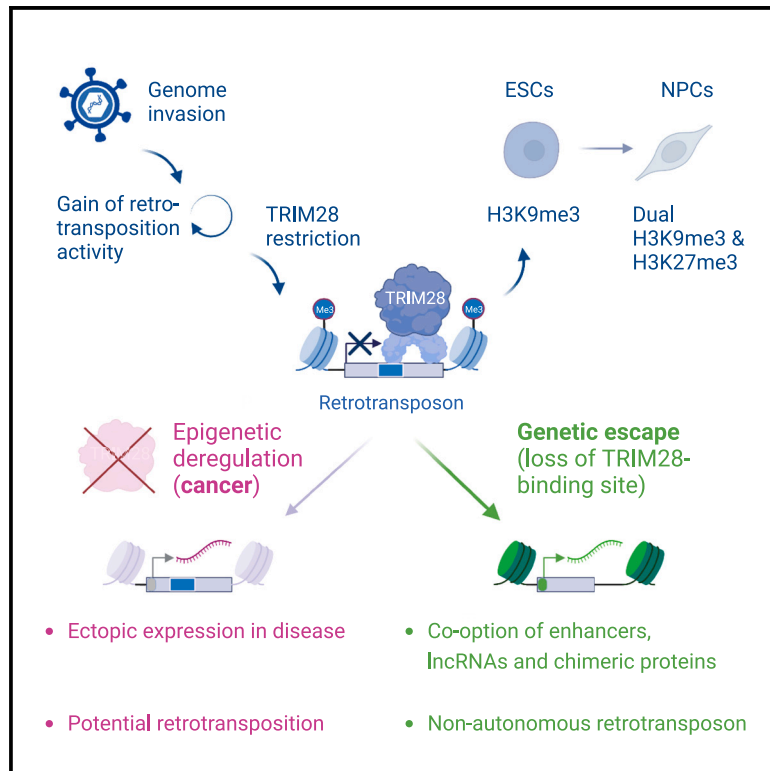 Genome
invasion
ESCs
NPCs
Gain of retro-
transposition
activity
TRIM28
restriction
H3K9me3
Dual
H3K9me3 &
H3K27me3
Me3
TRIM28
Me3
Retrotransposon
TRIM28
Epigenetic
deregulation
(cancer)
Genetic escape
(loss of TRIM28-
binding site)
• Ectopic expression in disease
• Potential retrotransposition
• Co-option of enhancers,
lncRNAs and chimeric proteins
• Non-autonomous retrotransposon